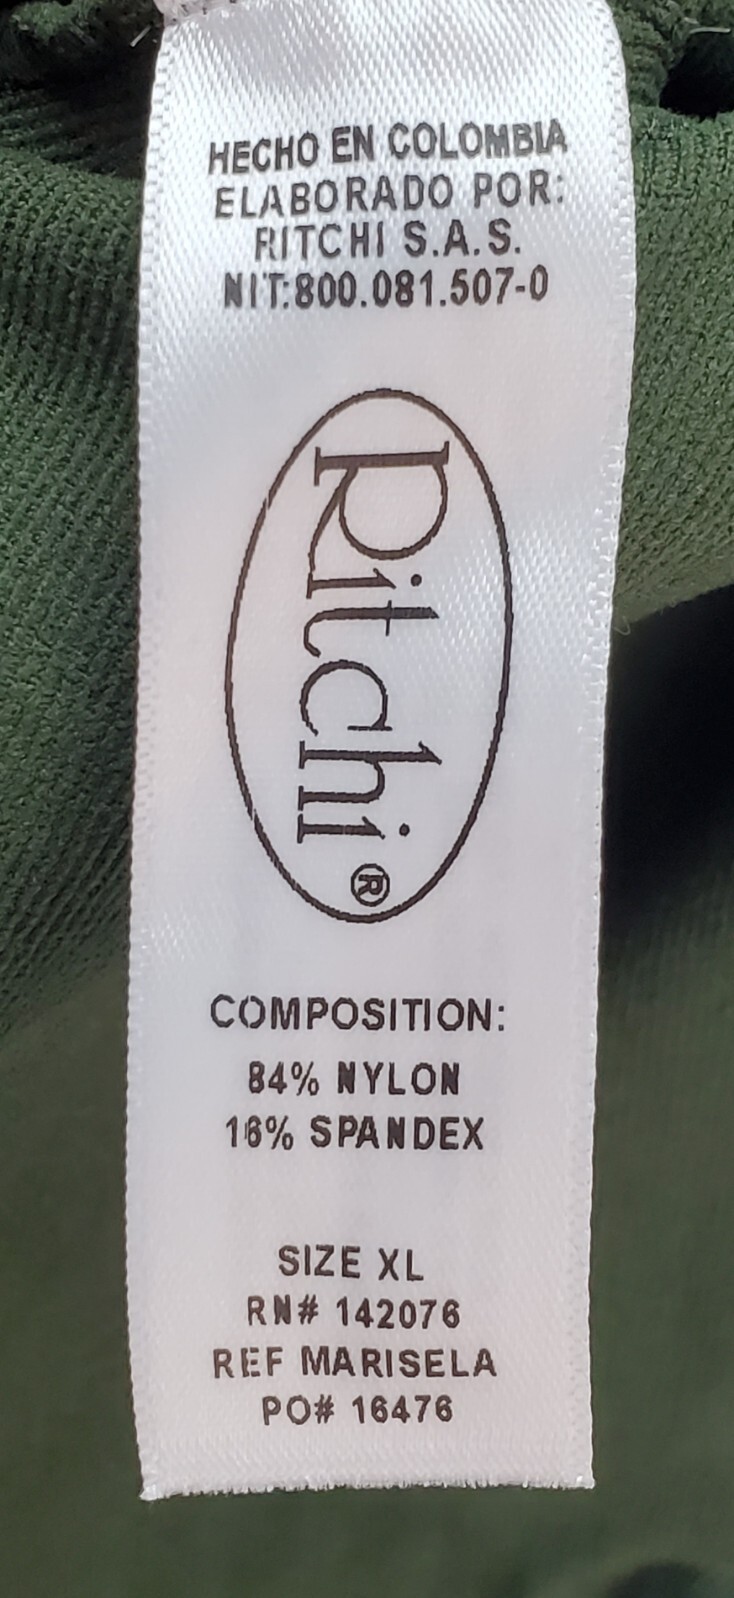 HECHO EN COLOMBIA
ELABORADO POR:
RITCHI S.A.S.
NIT:800.081.507-0
Ritchi®
COMPOSITION:
84% NYLON
16% SPANDEX
SIZE XL
RN# 142076
REF MARISELA
PO# 16476